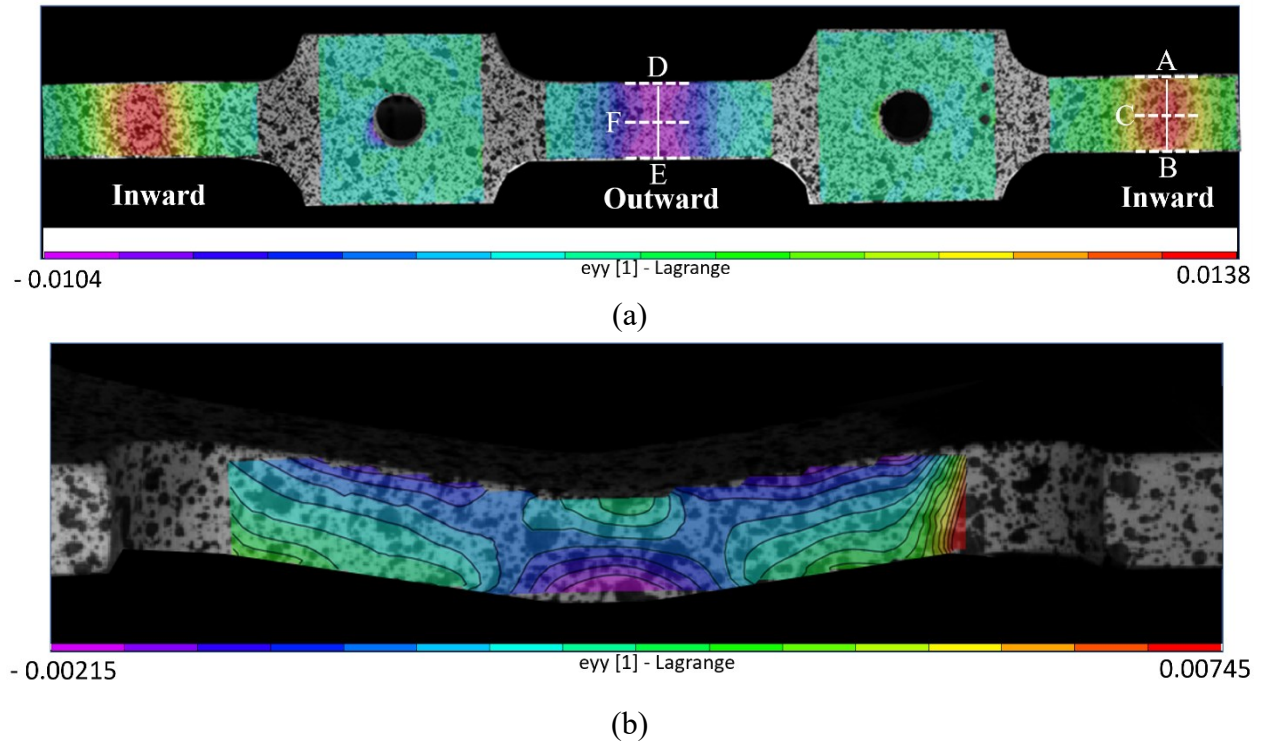 D
A
F
C
E
B
Inward
Outward
Inward
eyy [1] - Lagrange
- 0.0104
0.0138
(a)
eyy [1] - Lagrange
- 0.00215
0.00745
(b)